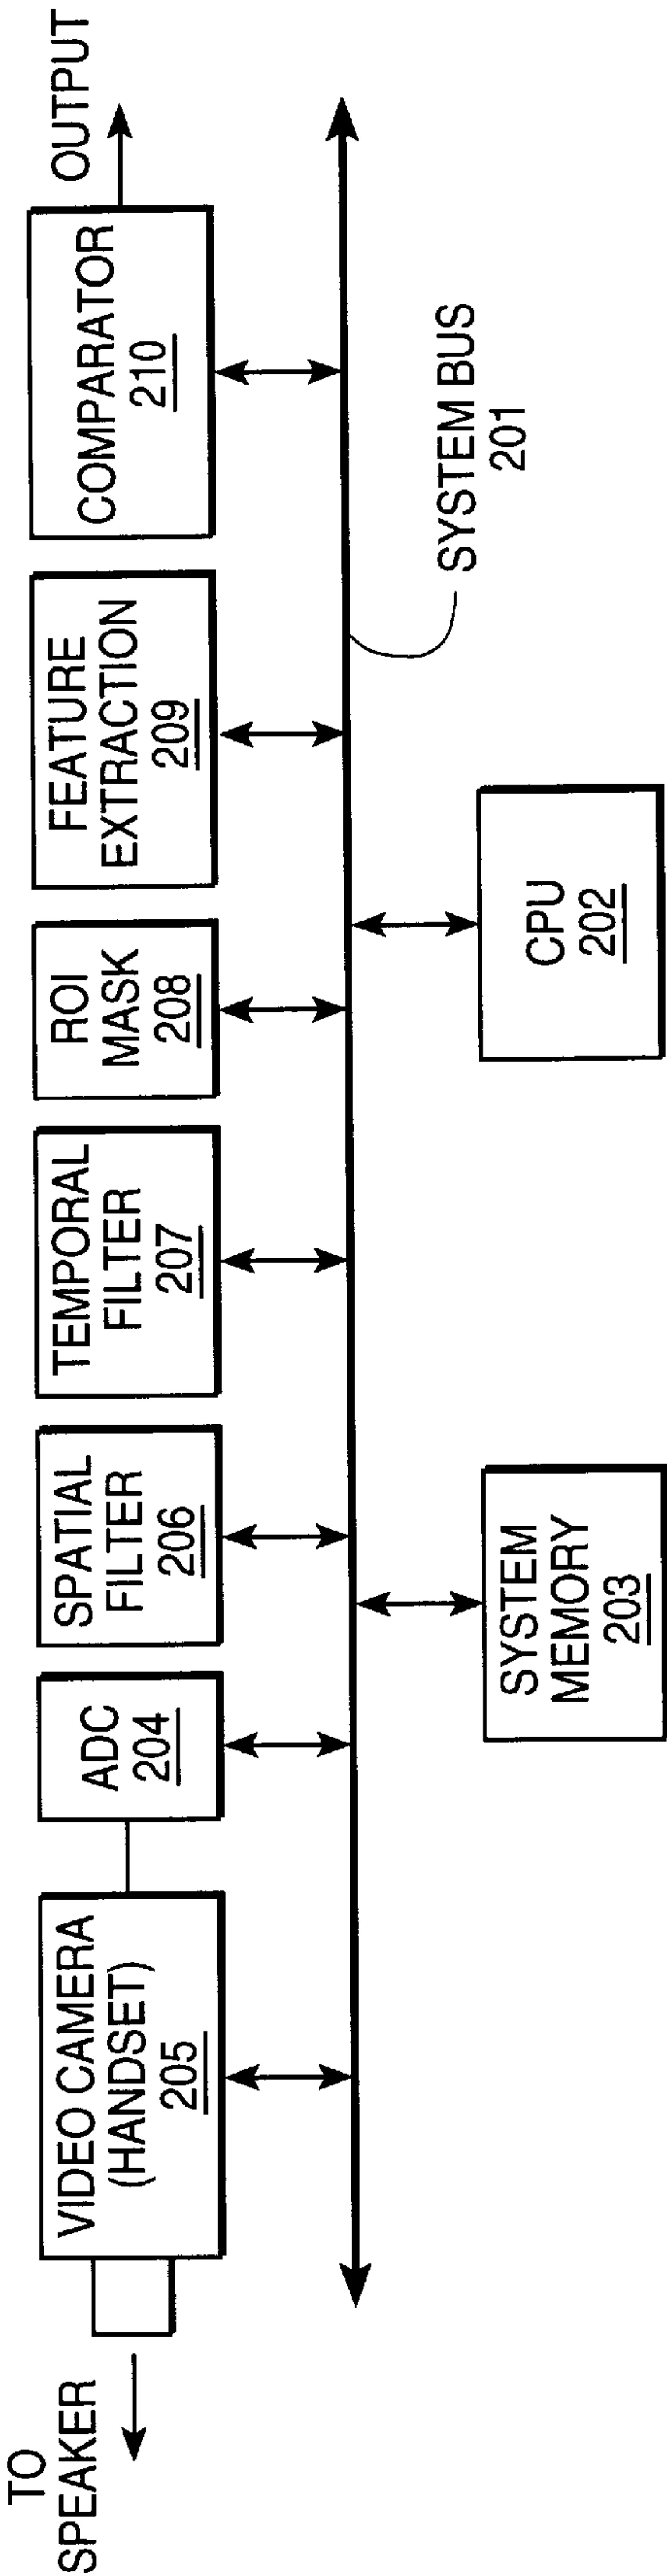 TO
SPEAKER
VIDEO CAMERA
(HANDSET)
205
ADC
204
SPATIAL
FILTER
206
TEMPORAL
FILTER
207
ROI
MASK
208
FEATURE
EXTRACTION
209
COMPARATOR
210
OUTPUT
SYSTEM BUS
201
SYSTEM
MEMORY
203
CPU
202